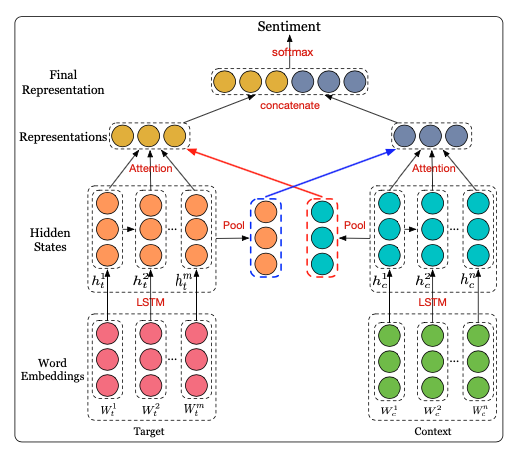 Sentiment
softmax
Final
Representation
concatenate
Representations
Attention
Attention
Hidden
States
Pool
Pool
h_t^1 h_t^2 ... h_t^m
h_c^1 h_c^2 ... h_c^n
LSTM
LSTM
Word
Embeddings
...
...
W_t^1 W_t^2 W_t^m
W_c^1 W_c^2 W_c^n
Target
Context